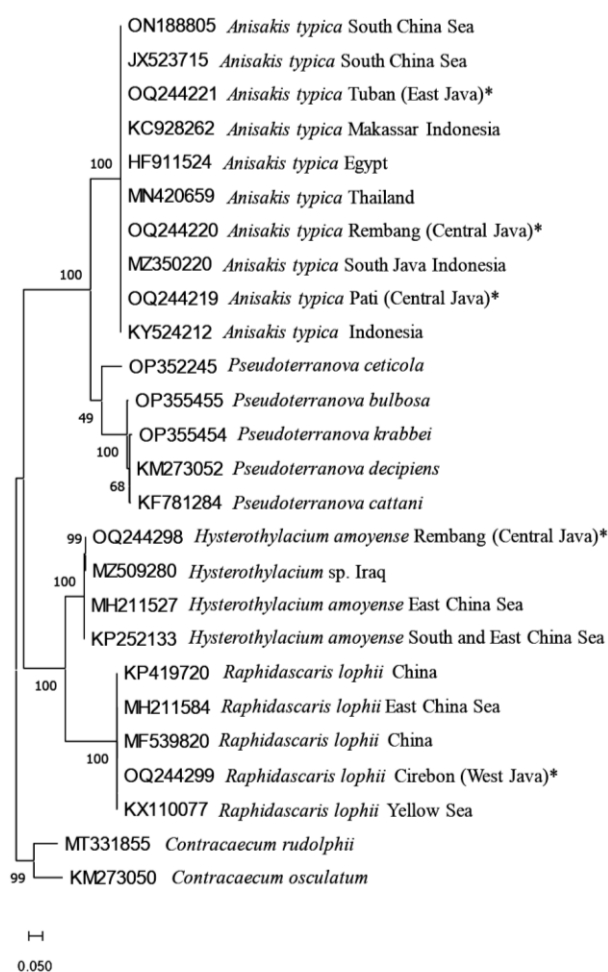 ON188805 Anisakis typica South China Sea
JX523715 Anisakis typica South China Sea
OQ244221 Anisakis typica Tuban (East Java)*
KC928262 Anisakis typica Makassar Indonesia
100
HF911524 Anisakis typica Egypt
MN420659 Anisakis typica Thailand
OQ244220 Anisakis typica Rembang (Central Java)*
MZ350220 Anisakis typica South Java Indonesia
100
OQ244219 Anisakis typica Pati (Central Java)*
KY524212 Anisakis typica Indonesia
OP352245 Pseudoterranova ceticola
OP355455 Pseudoterranova bulbosa
49
OP355454 Pseudoterranova krabbei
100
KM273052 Pseudoterranova decipiens
68
KF781284 Pseudoterranova cattani
99
OQ244298 Hysterothylacium amoyense Rembang (Central Java)*
MZ509280 Hysterothylacium sp. Iraq
100
MH211527 Hysterothylacium amoyense East China Sea
KP252133 Hysterothylacium amoyense South and East China Sea
KP419720 Raphidascaris lophii China
100
MH211584 Raphidascaris lophii East China Sea
MF539820 Raphidascaris lophii China
100
OQ244299 Raphidascaris lophii Cirebon (West Java)*
KX110077 Raphidascaris lophii Yellow Sea
MT331855 Contracaecum rudolphii
99
KM273050 Contracaecum osculatum
0.050